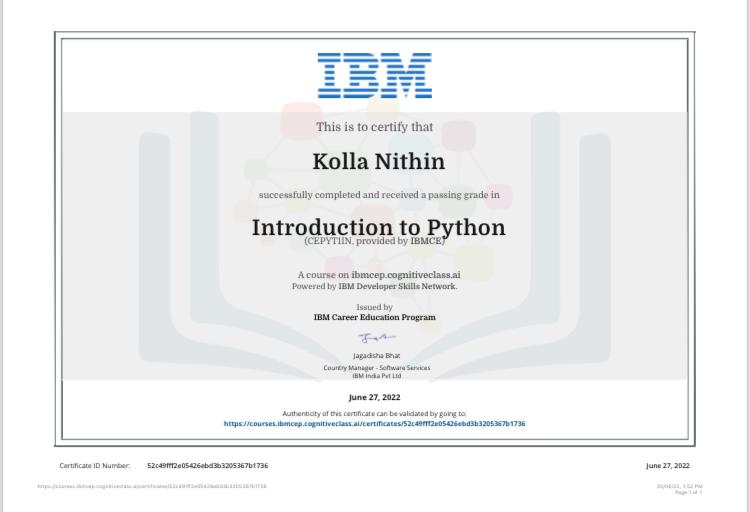 IBM
This is to certify that
Kolla Nithin
successfully completed and received a passing grade in
Introduction to Python
(CEPYT1IN, provided by IBMCE)
A course on ibmcep.cognitiveclass.ai
Powered by IBM Developer Skills Network.
Issued by
IBM Career Education Program
Jagadisha Bhat
Country Manager - Software Services
IBM India Pvt Ltd
June 27, 2022
Authenticity of this certificate can be validated by going to:
https://courses.ibmcep.cognitiveclass.ai/certificates/52c49fff2e05426ebd3b3205367b1736
Certificate ID Number: 52c49fff2e05426ebd3b3205367b1736 June 27, 2022
https://courses.ibmcep.cognitiveclass.ai/certificates/52c49fff2e05426ebd3b3205367b1736
Page 1 of 1